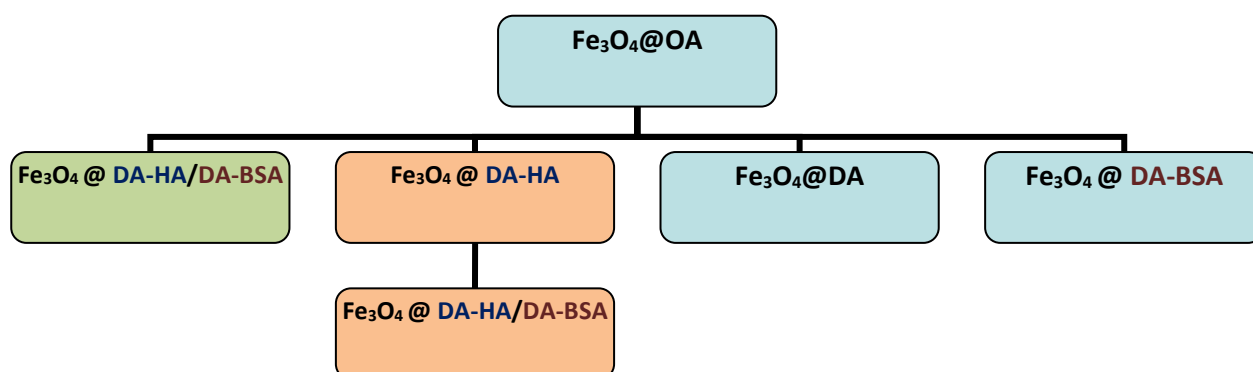 Fe₃O₄@OA
Fe₃O₄ @ DA-HA/DA-BSA
Fe₃O₄ @ DA-HA
Fe₃O₄@DA
Fe₃O₄ @ DA-BSA
Fe₃O₄ @ DA-HA/DA-BSA